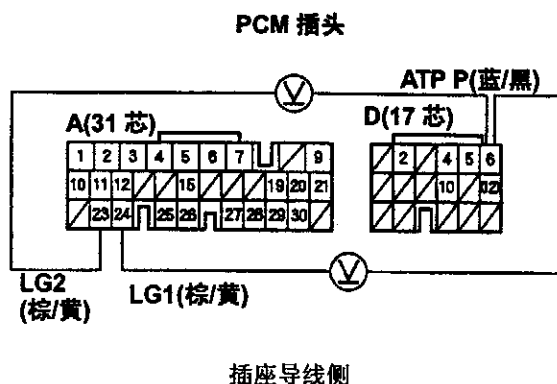 PCM 插头
ATP P(蓝/黑)
A(31 芯)
D(17 芯)
1 2 3 4 5 6 7 9
10 11 12 15 19 20 21
23 24 25 26 27 28 29 30
2 4 5 6
10 12
LG2
(棕/黄)
LG1(棕/黄)
V
V
插座导线侧